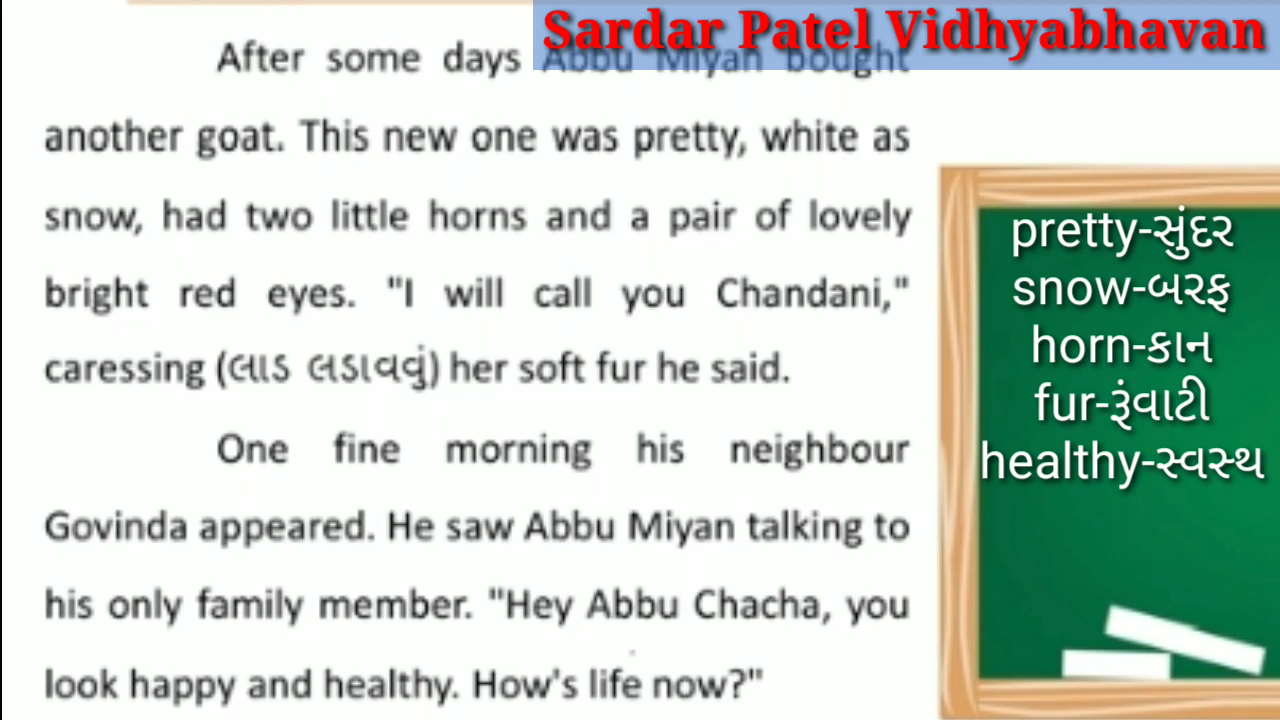 Sardar Patel Vidhyabhavan
After some days Abbu Miyan bought
another goat. This new one was pretty, white as
snow, had two little horns and a pair of lovely
bright red eyes. "I will call you Chandani,"
caressing (લાડ લડાવવું) her soft fur he said.
One fine morning his neighbour
Govinda appeared. He saw Abbu Miyan talking to
his only family member. "Hey Abbu Chacha, you
look happy and healthy. How's life now?"
pretty-સુંદર
snow-બરફ
horn-કાન
fur-રૂંવાટી
healthy-સ્વસ્થ